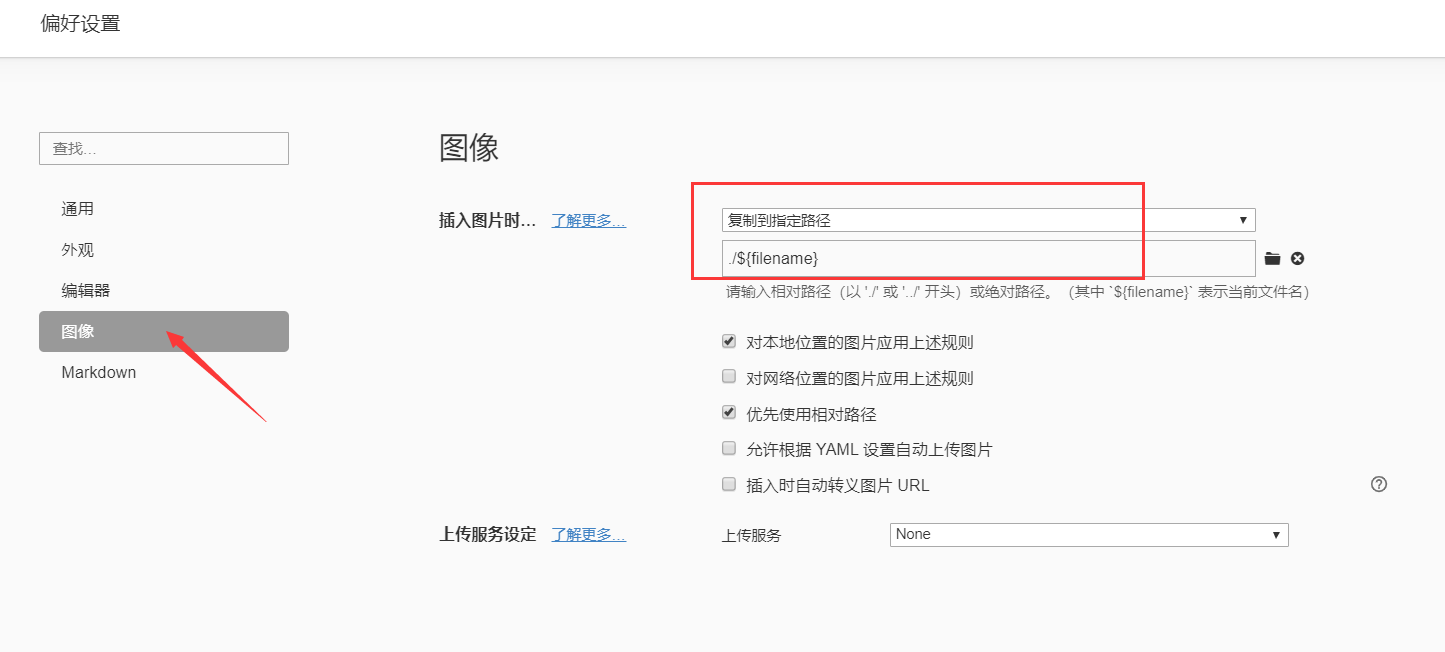 偏好设置
查找...
通用
外观
编辑器
图像
Markdown
图像
插入图片时... 了解更多...
复制到指定路径
./${filename}
请输入相对路径（以 './' 或 '../' 开头）或绝对路径。（其中 `${filename}` 表示当前文件名）
对本地位置的图片应用上述规则
对网络位置的图片应用上述规则
优先使用相对路径
允许根据 YAML 设置自动上传图片
插入时自动转义图片 URL
上传服务设定 了解更多... 上传服务 None